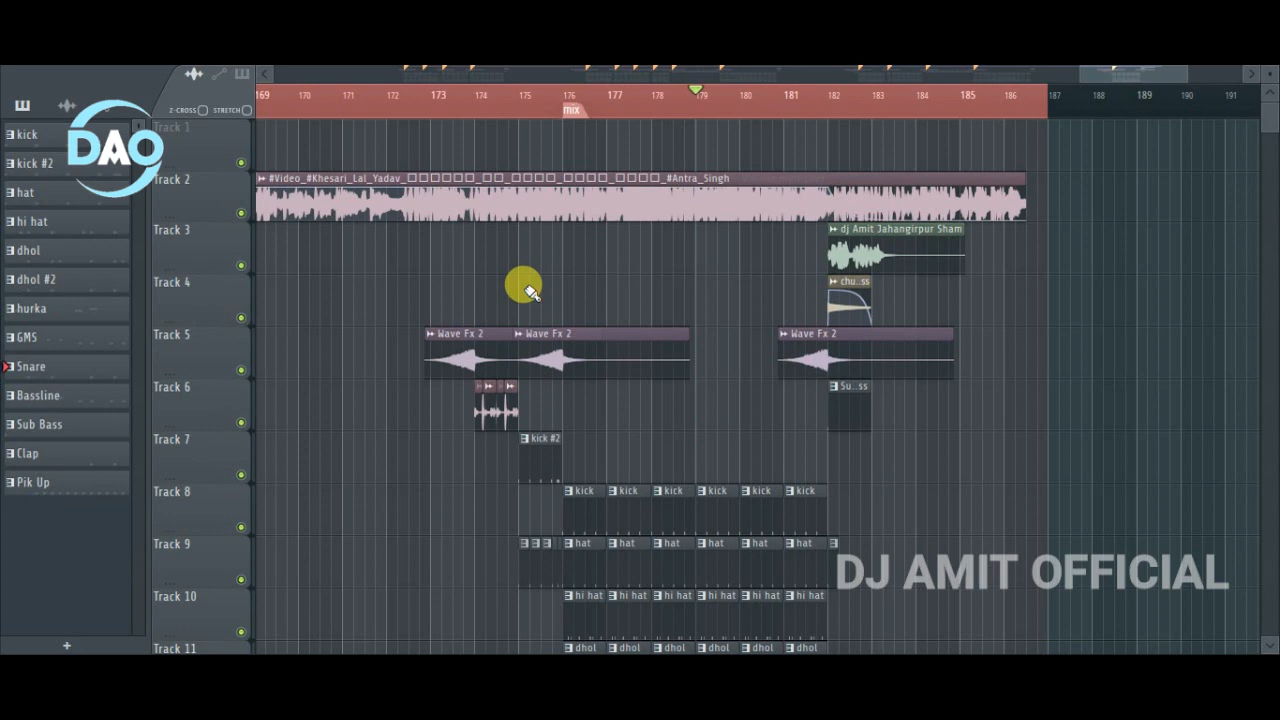 Z-CROSS STRETCH
169 170 171 172 173 174 175 176 177 178 179 180 181 182 183 184 185 186 187 188 189 190 191
mix
DAO
kick
kick #2
hat
hi hat
dhol
dhol #2
hurka
GMS
Snare
Bassline
Sub Bass
Clap
Pik Up
Track 1
Track 2
#Video_#Khesari_Lal_Yadav_□□□□□□_□□_□□□□_□□□□_□□□□_#Antra_Singh
Track 3
dj Amit Jahangirpur Sham
Track 4
chu..ss
Track 5
Wave Fx 2 Wave Fx 2 Wave Fx 2
Track 6
Su..ss
Track 7
kick #2
Track 8
kick kick kick kick kick kick
Track 9
hat hat hat hat hat hat
DJ AMIT OFFICIAL
Track 10
hi hat hi hat hi hat hi hat hi hat hi hat
Track 11
dhol dhol dhol dhol dhol dhol